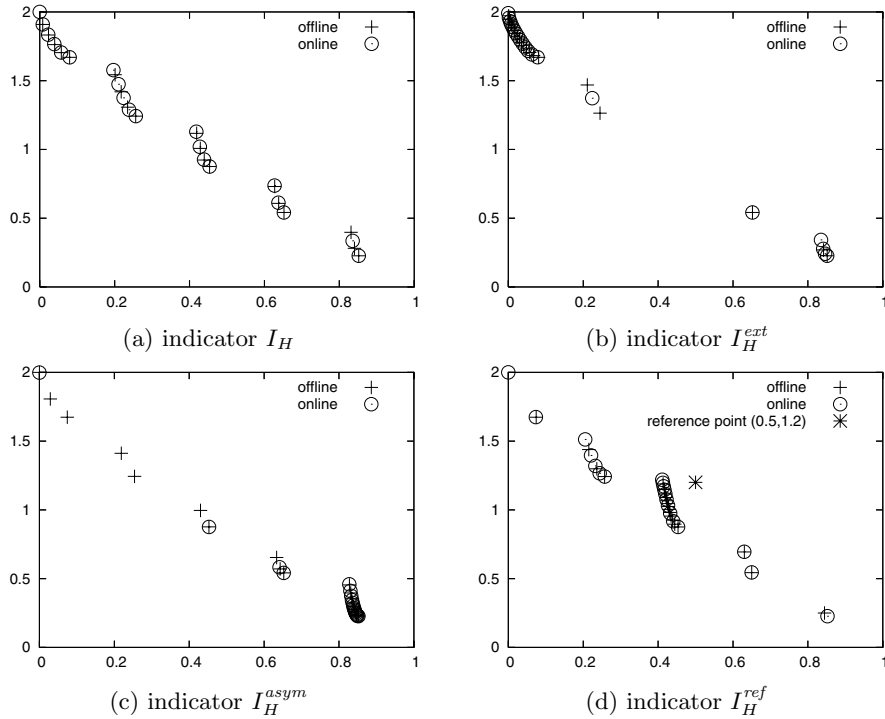 2
1.5
1
0.5
0
0 0.2 0.4 0.6 0.8 1
offline
online
(a) indicator I_H
2
1.5
1
0.5
0
0 0.2 0.4 0.6 0.8 1
offline
online
(b) indicator I_H^{ext}
2
1.5
1
0.5
0
0 0.2 0.4 0.6 0.8 1
offline
online
(c) indicator I_H^{asym}
2
1.5
1
0.5
0
0 0.2 0.4 0.6 0.8 1
offline
online
reference point (0.5,1.2)
(d) indicator I_H^{ref}